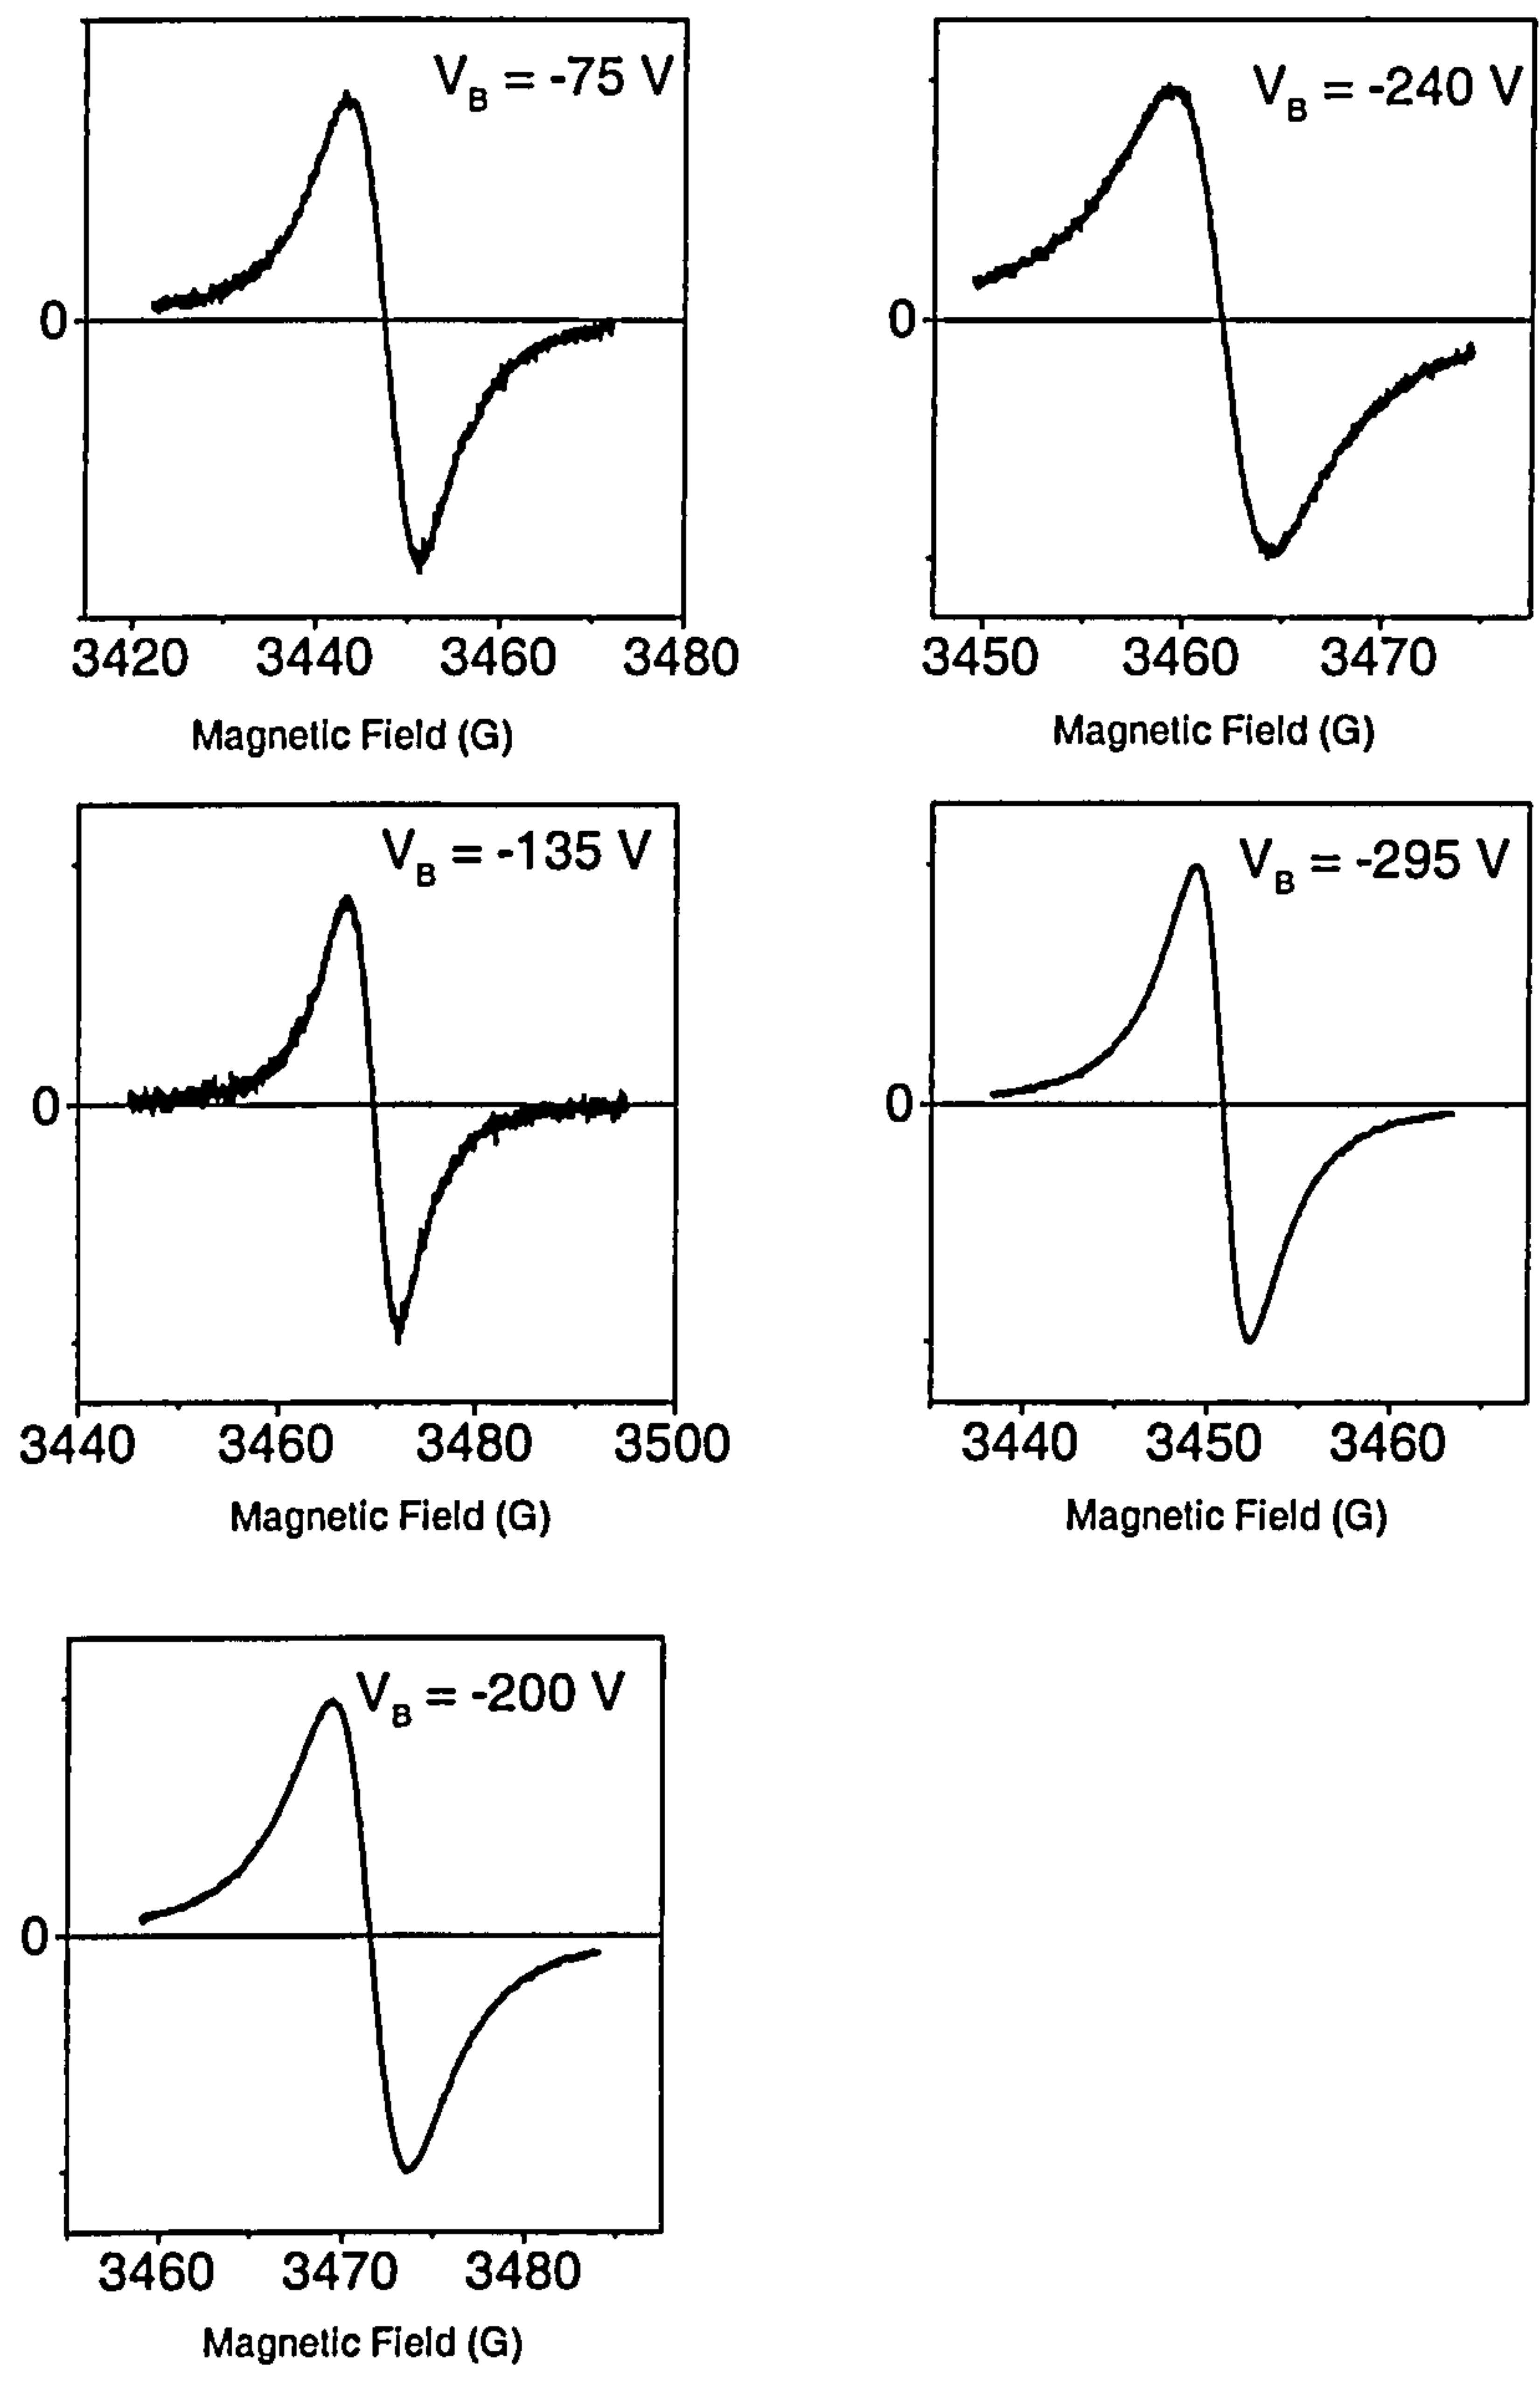 V_B = -75 V
0
3420 3440 3460 3480
Magnetic Field (G)
V_B = -240 V
0
3450 3460 3470
Magnetic Field (G)
V_B = -135 V
0
3440 3460 3480 3500
Magnetic Field (G)
V_B = -295 V
0
3440 3450 3460
Magnetic Field (G)
V_B = -200 V
0
3460 3470 3480
Magnetic Field (G)